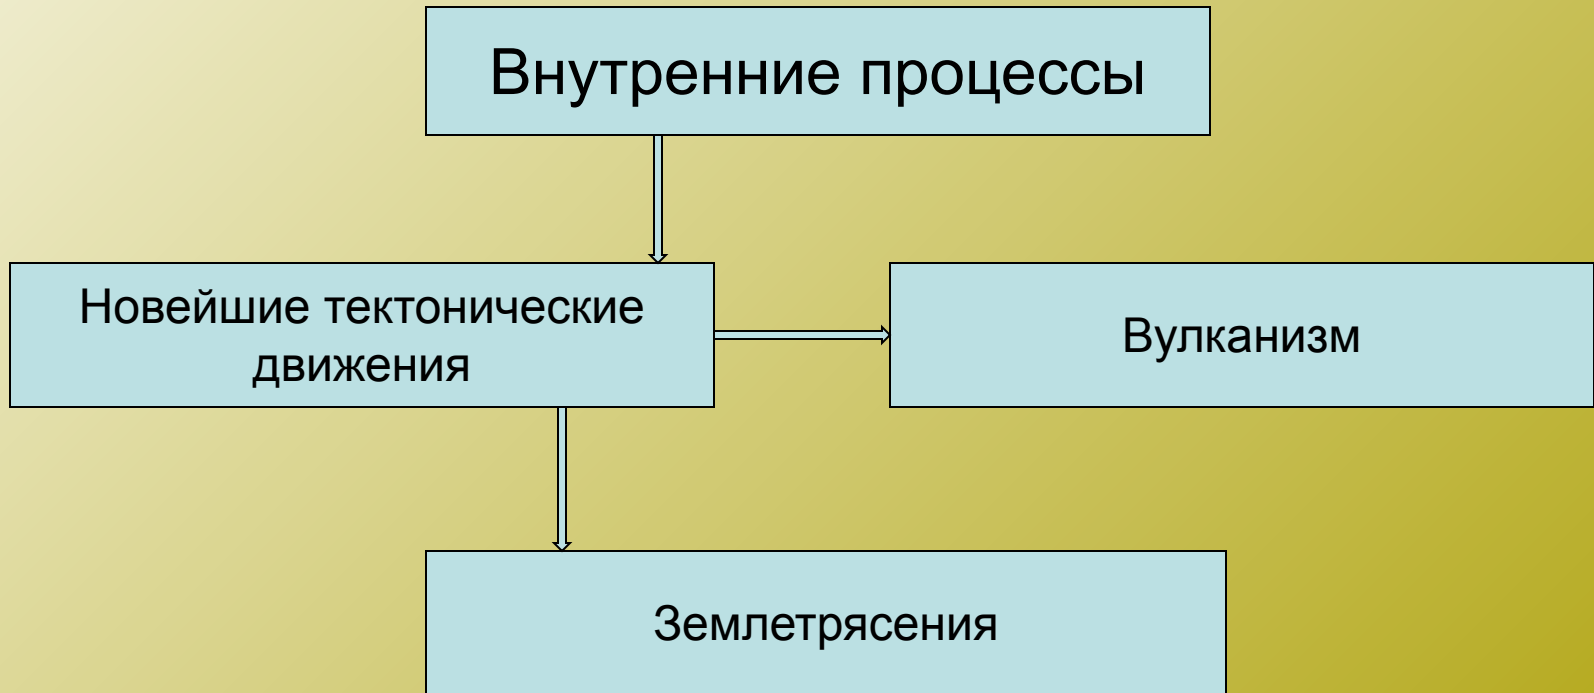 Внутренние процессы
Новейшие тектонические
движения
Вулканизм
Землетрясения